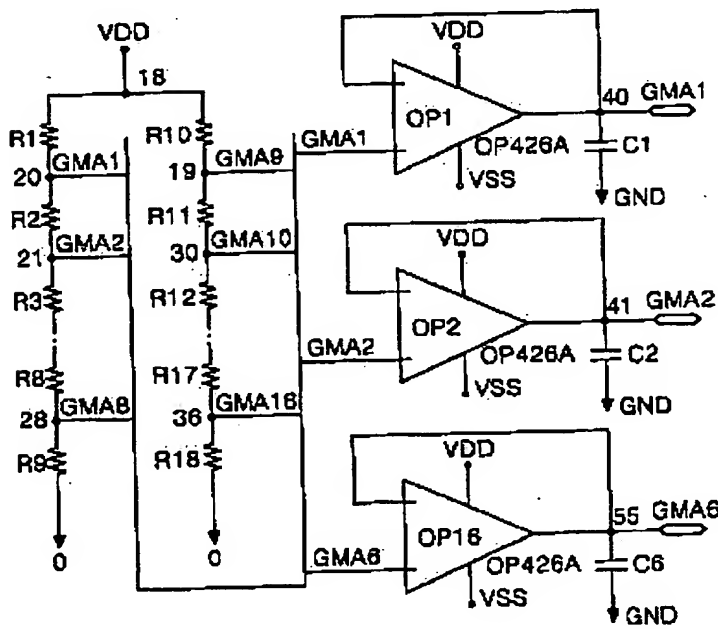 VDD
18
R1
20
GMA1
R2
21
GMA2
R3
R8
28
GMA8
R9
0
R10
19
GMA9
R11
30
GMA10
R12
R17
36
GMA16
R18
0
GMA1
VDD
OP1
OP426A
VSS
40
GMA1
C1
GND
GMA2
VDD
OP2
OP426A
VSS
41
GMA2
C2
GND
GMA6
VDD
OP16
OP426A
VSS
55
GMA6
C6
GND